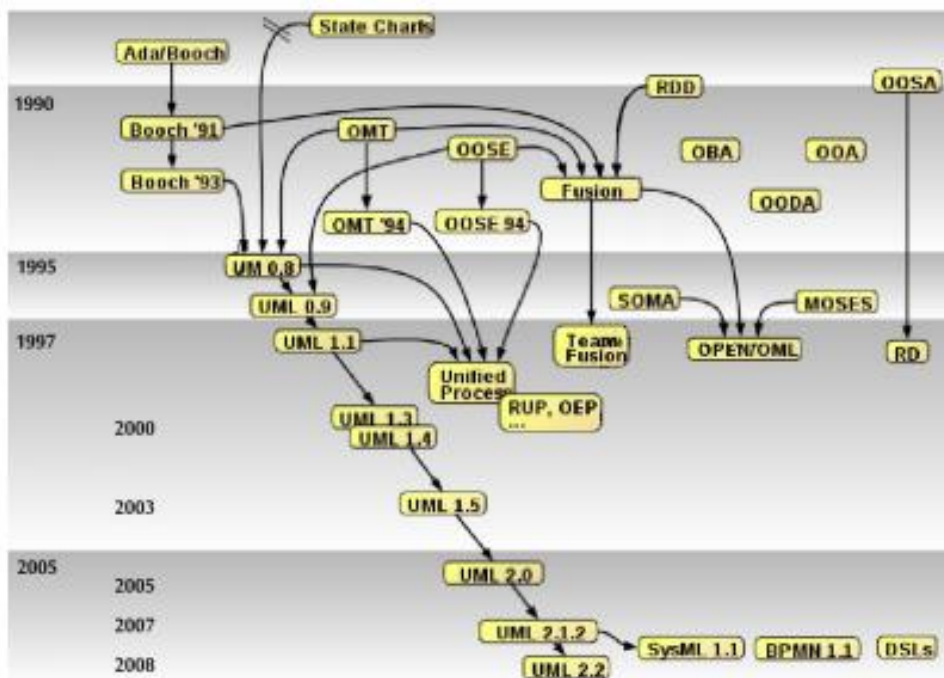 State Charts
Ada/Booch
OOSA
RDD
1990
Booch '91
OMT
OOSE
OBA
OOA
Booch '93
Fusion
OODA
OMT '94
OOSE 94
1995
UM 0.8
UML 0.9
SOMA
MOSES
1997
UML 1.1
Team
Fusion
OPEN/OML
RD
Unified
Process
RUP, OEP
...
UML 1.3
2000
UML 1.4
2003
UML 1.5
2005
UML 2.0
2005
2007
UML 2.1.2
SysML 1.1
BPMN 1.1
DSLs
2008
UML 2.2